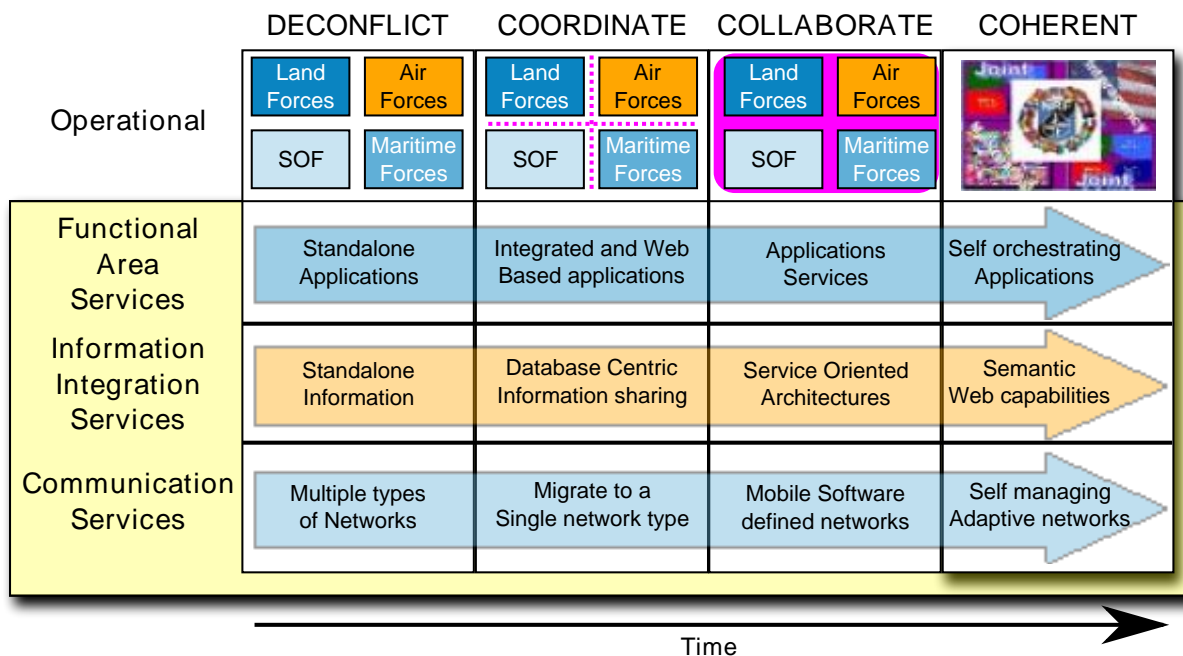 DECONFLICT
COORDINATE
COLLABORATE
COHERENT
Operational
Land
Forces
Air
Forces
SOF
Maritime
Forces
Land
Forces
Air
Forces
SOF
Maritime
Forces
Land
Forces
Air
Forces
SOF
Maritime
Forces
Joint
Joint
Functional
Area
Services
Standalone
Applications
Integrated and Web
Based applications
Applications
Services
Self orchestrating
Applications
Information
Integration
Services
Standalone
Information
Database Centric
Information sharing
Service Oriented
Architectures
Semantic
Web capabilities
Communication
Services
Multiple types
of Networks
Migrate to a
Single network type
Mobile Software
defined networks
Self managing
Adaptive networks
Time